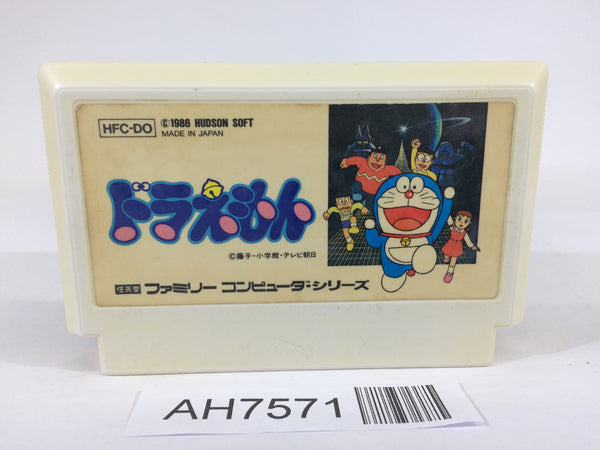 HFC-DO
©1986 HUDSON SOFT
MADE IN JAPAN
ドラえもん
©藤子・小学館・テレビ朝日
任天堂 ファミリー コンピュータ・シリーズ
AH7571